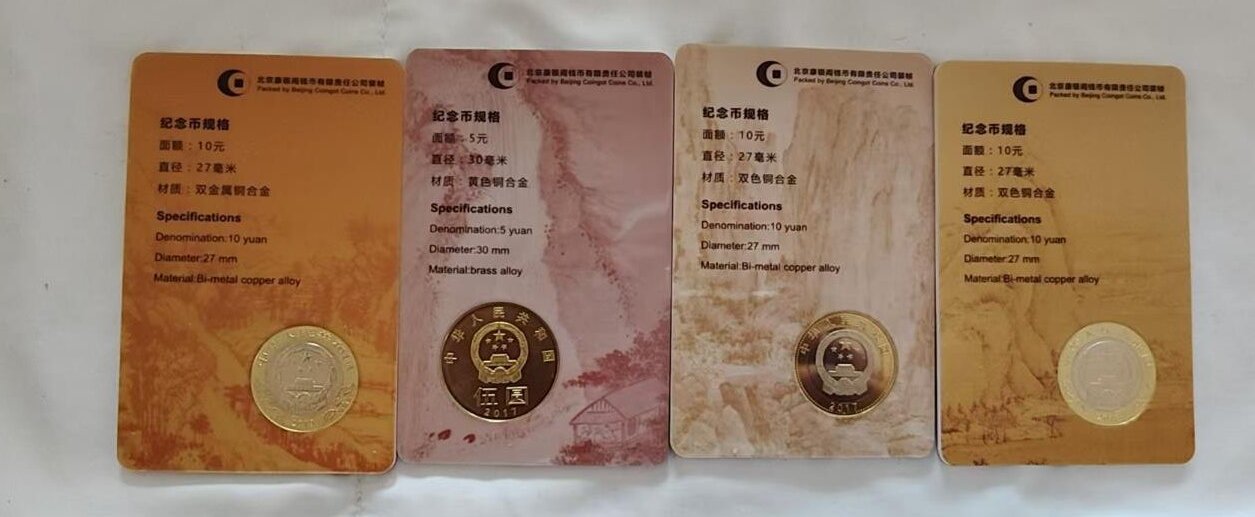 北京康银阁钱币有限责任公司装帧
Packed by Beijing Coingot Coins Co., Ltd.
纪念币规格
面额：10元
直径：27毫米
材质：双金属铜合金
Specifications
Denomination:10 yuan
Diameter:27 mm
Material:Bi-metal copper alloy
北京康银阁钱币有限责任公司装帧
Packed by Beijing Coingot Coins Co., Ltd.
纪念币规格
面额：5元
直径：30毫米
材质：黄色铜合金
Specifications
Denomination:5 yuan
Diameter:30 mm
Material:brass alloy
中华人民共和国
伍圆
2017
北京康银阁钱币有限责任公司装帧
Packed by Beijing Coingot Coins Co., Ltd.
纪念币规格
面额：10元
直径：27毫米
材质：双色铜合金
Specifications
Denomination:10 yuan
Diameter:27 mm
Material:Bi-metal copper alloy
中华人民共和国
2017
北京康银阁钱币有限责任公司装帧
Packed by Beijing Coingot Coins Co., Ltd.
纪念币规格
面额：10元
直径：27毫米
材质：双色铜合金
Specifications
Denomination:10 yuan
Diameter:27 mm
Material:Bi-metal copper alloy